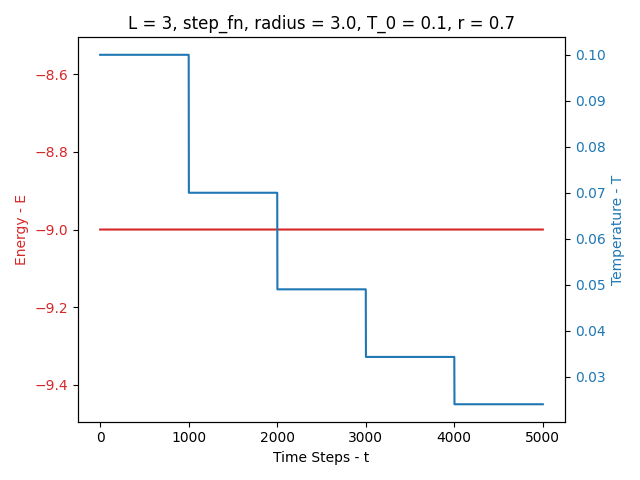 L = 3, step_fn, radius = 3.0, T_0 = 0.1, r = 0.7
−8.6
−8.8
−9.0
−9.2
−9.4
Energy - E
0.10
0.09
0.08
0.07
0.06
0.05
0.04
0.03
Temperature - T
0 1000 2000 3000 4000 5000
Time Steps - t